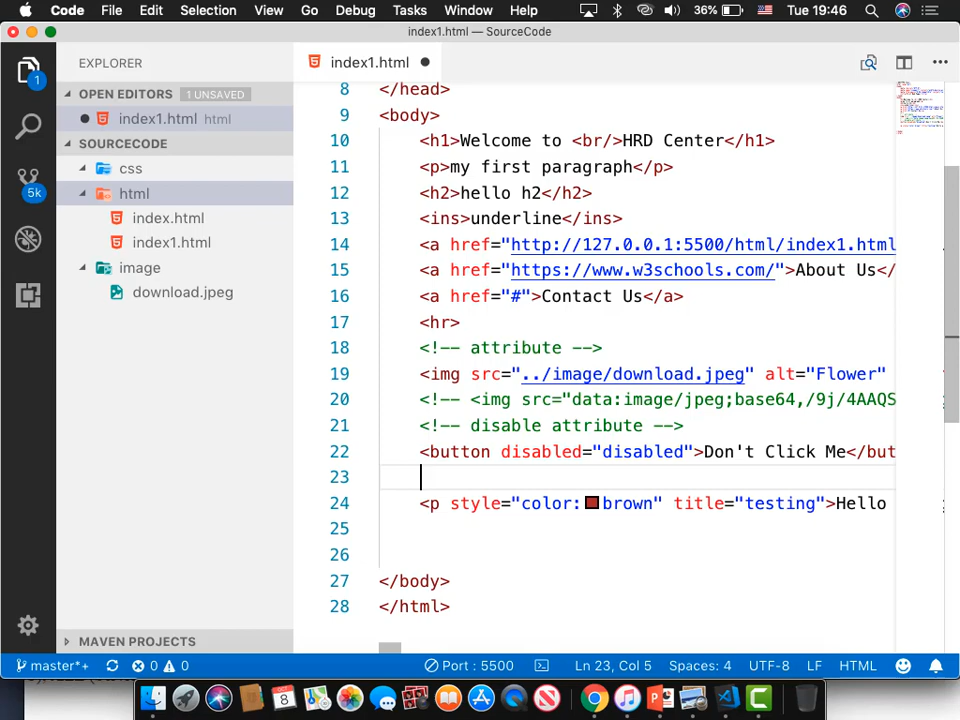 Code File Edit Selection View Go Debug Tasks Window Help 36% Tue 19:46
index1.html — SourceCode
EXPLORER
OPEN EDITORS 1 UNSAVED
index1.html html
SOURCECODE
css
html
index.html
index1.html
image
download.jpeg
MAVEN PROJECTS
1
5k
index1.html
8 </head>
9 <body>
10 <h1>Welcome to <br/>HRD Center</h1>
11 <p>my first paragraph</p>
12 <h2>hello h2</h2>
13 <ins>underline</ins>
14 <a href="http://127.0.0.1:5500/html/index1.html
15 <a href="https://www.w3schools.com/">About Us</
16 <a href="#">Contact Us</a>
17 <hr>
18 <!-- attribute -->
19 <img src="../image/download.jpeg" alt="Flower"
20 <!-- <img src="data:image/jpeg;base64,/9j/4AAQS
21 <!-- disable attribute -->
22 <button disabled="disabled">Don't Click Me</but
23
24 <p style="color:brown" title="testing">Hello
25
26
27 </body>
28 </html>
master*+ 0 0 Port : 5500 Ln 23, Col 5 Spaces: 4 UTF-8 LF HTML
8